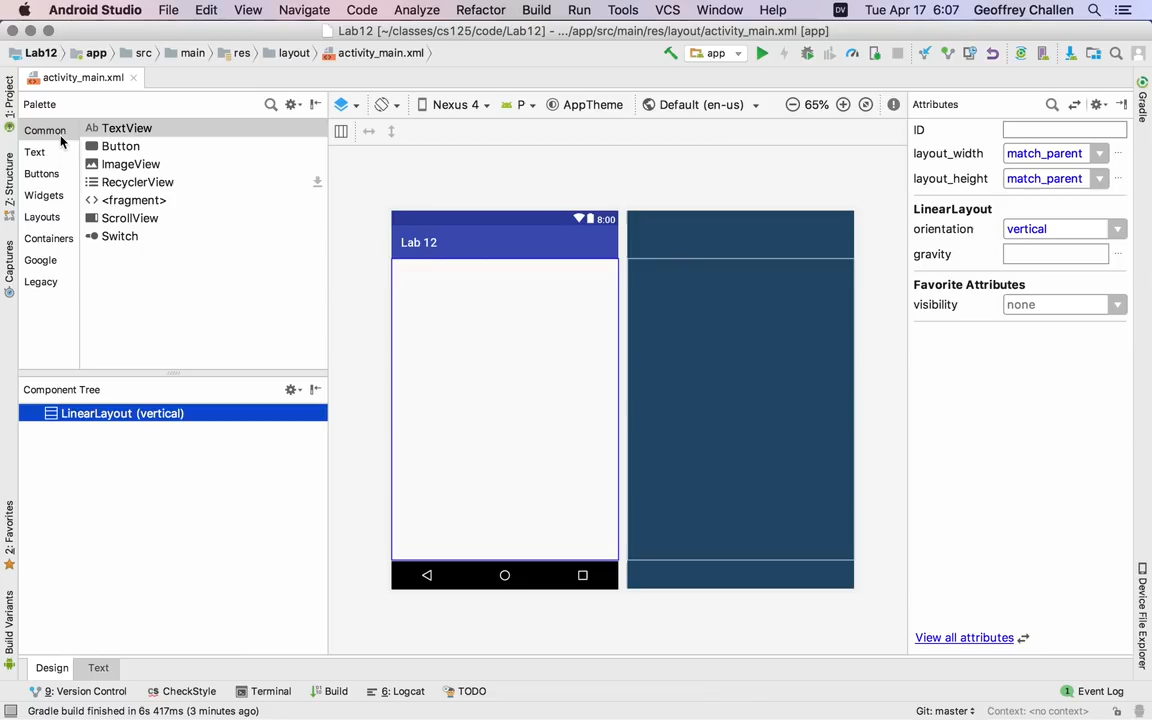 Android Studio File Edit View Navigate Code Analyze Refactor Build Run Tools VCS Window Help DV Tue Apr 17 6:07 Geoffrey Challen
Lab12 [~/classes/cs125/code/Lab12] - .../app/src/main/res/layout/activity_main.xml [app]
Lab12 app src main res layout activity_main.xml app
activity_main.xml
1: Project
Z: Structure
Captures
2: Favorites
Build Variants
Palette
Common
Text
Buttons
Widgets
Layouts
Containers
Google
Legacy
Ab TextView
Button
ImageView
RecyclerView
<> <fragment>
ScrollView
Switch
Component Tree
LinearLayout (vertical)
Nexus 4 P AppTheme Default (en-us) 65%
8:00
Lab 12
Attributes
ID
layout_width match_parent ...
layout_height match_parent ...
LinearLayout
orientation vertical
gravity ...
Favorite Attributes
visibility none
View all attributes
Gradle
Device File Explorer
Design Text
9: Version Control CheckStyle Terminal Build 6: Logcat TODO 1 Event Log
Gradle build finished in 6s 417ms (3 minutes ago) Git: master Context: <no context>